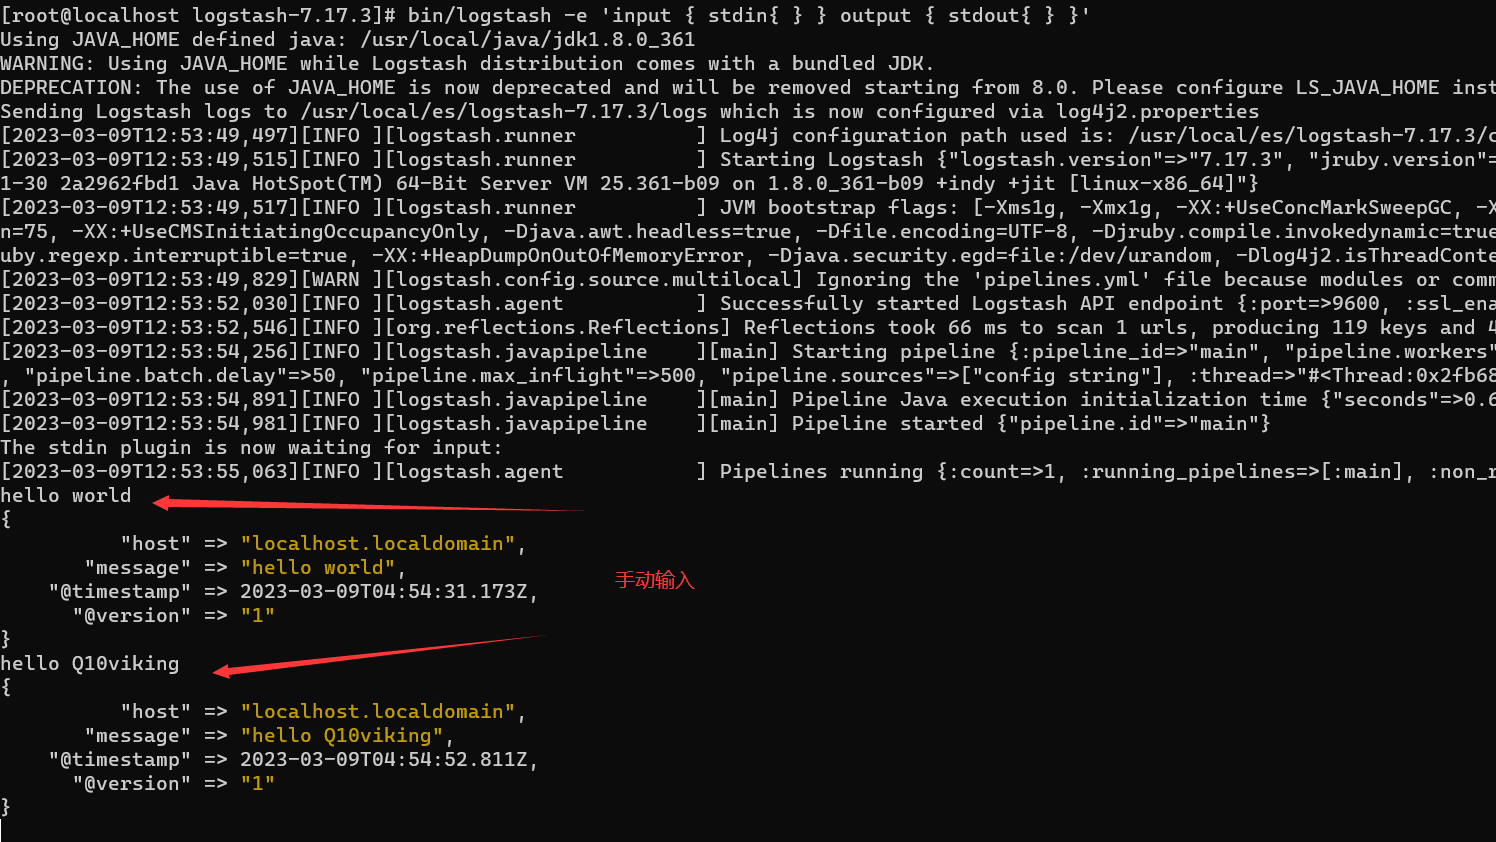 [root@localhost logstash-7.17.3]# bin/logstash -e 'input { stdin{ } } output { stdout{ } }'
Using JAVA_HOME defined java: /usr/local/java/jdk1.8.0_361
WARNING: Using JAVA_HOME while Logstash distribution comes with a bundled JDK.
DEPRECATION: The use of JAVA_HOME is now deprecated and will be removed starting from 8.0. Please configure LS_JAVA_HOME inst
Sending Logstash logs to /usr/local/es/logstash-7.17.3/logs which is now configured via log4j2.properties
[2023-03-09T12:53:49,497][INFO ][logstash.runner          ] Log4j configuration path used is: /usr/local/es/logstash-7.17.3/c
[2023-03-09T12:53:49,515][INFO ][logstash.runner          ] Starting Logstash {"logstash.version"=>"7.17.3", "jruby.version"=
1-30 2a2962fbd1 Java HotSpot(TM) 64-Bit Server VM 25.361-b09 on 1.8.0_361-b09 +indy +jit [linux-x86_64]"}
[2023-03-09T12:53:49,517][INFO ][logstash.runner          ] JVM bootstrap flags: [-Xms1g, -Xmx1g, -XX:+UseConcMarkSweepGC, -X
n=75, -XX:+UseCMSInitiatingOccupancyOnly, -Djava.awt.headless=true, -Dfile.encoding=UTF-8, -Djruby.compile.invokedynamic=true
uby.regexp.interruptible=true, -XX:+HeapDumpOnOutOfMemoryError, -Djava.security.egd=file:/dev/urandom, -Dlog4j2.isThreadConte
[2023-03-09T12:53:49,829][WARN ][logstash.config.source.multilocal] Ignoring the 'pipelines.yml' file because modules or comm
[2023-03-09T12:53:52,030][INFO ][logstash.agent           ] Successfully started Logstash API endpoint {:port=>9600, :ssl_ena
[2023-03-09T12:53:52,546][INFO ][org.reflections.Reflections] Reflections took 66 ms to scan 1 urls, producing 119 keys and 4
[2023-03-09T12:53:54,256][INFO ][logstash.javapipeline    ][main] Starting pipeline {:pipeline_id=>"main", "pipeline.workers"
, "pipeline.batch.delay"=>50, "pipeline.max_inflight"=>500, "pipeline.sources"=>["config string"], :thread=>"#<Thread:0x2fb68
[2023-03-09T12:53:54,891][INFO ][logstash.javapipeline    ][main] Pipeline Java execution initialization time {"seconds"=>0.6
[2023-03-09T12:53:54,981][INFO ][logstash.javapipeline    ][main] Pipeline started {"pipeline.id"=>"main"}
The stdin plugin is now waiting for input:
[2023-03-09T12:53:55,063][INFO ][logstash.agent           ] Pipelines running {:count=>1, :running_pipelines=>[:main], :non_r
hello world
{
          "host" => "localhost.localdomain",
       "message" => "hello world",
手动输入
    "@timestamp" => 2023-03-09T04:54:31.173Z,
      "@version" => "1"
}
hello Q10viking
{
          "host" => "localhost.localdomain",
       "message" => "hello Q10viking",
    "@timestamp" => 2023-03-09T04:54:52.811Z,
      "@version" => "1"
}